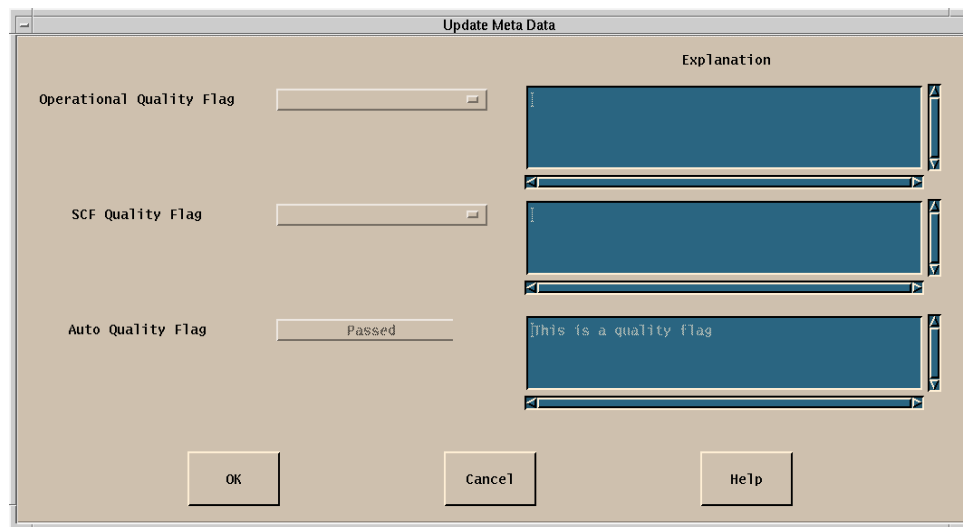 Update Meta Data
Explanation
Operational Quality Flag
SCF Quality Flag
Auto Quality Flag
Passed
This is a quality flag
OK
Cancel
Help